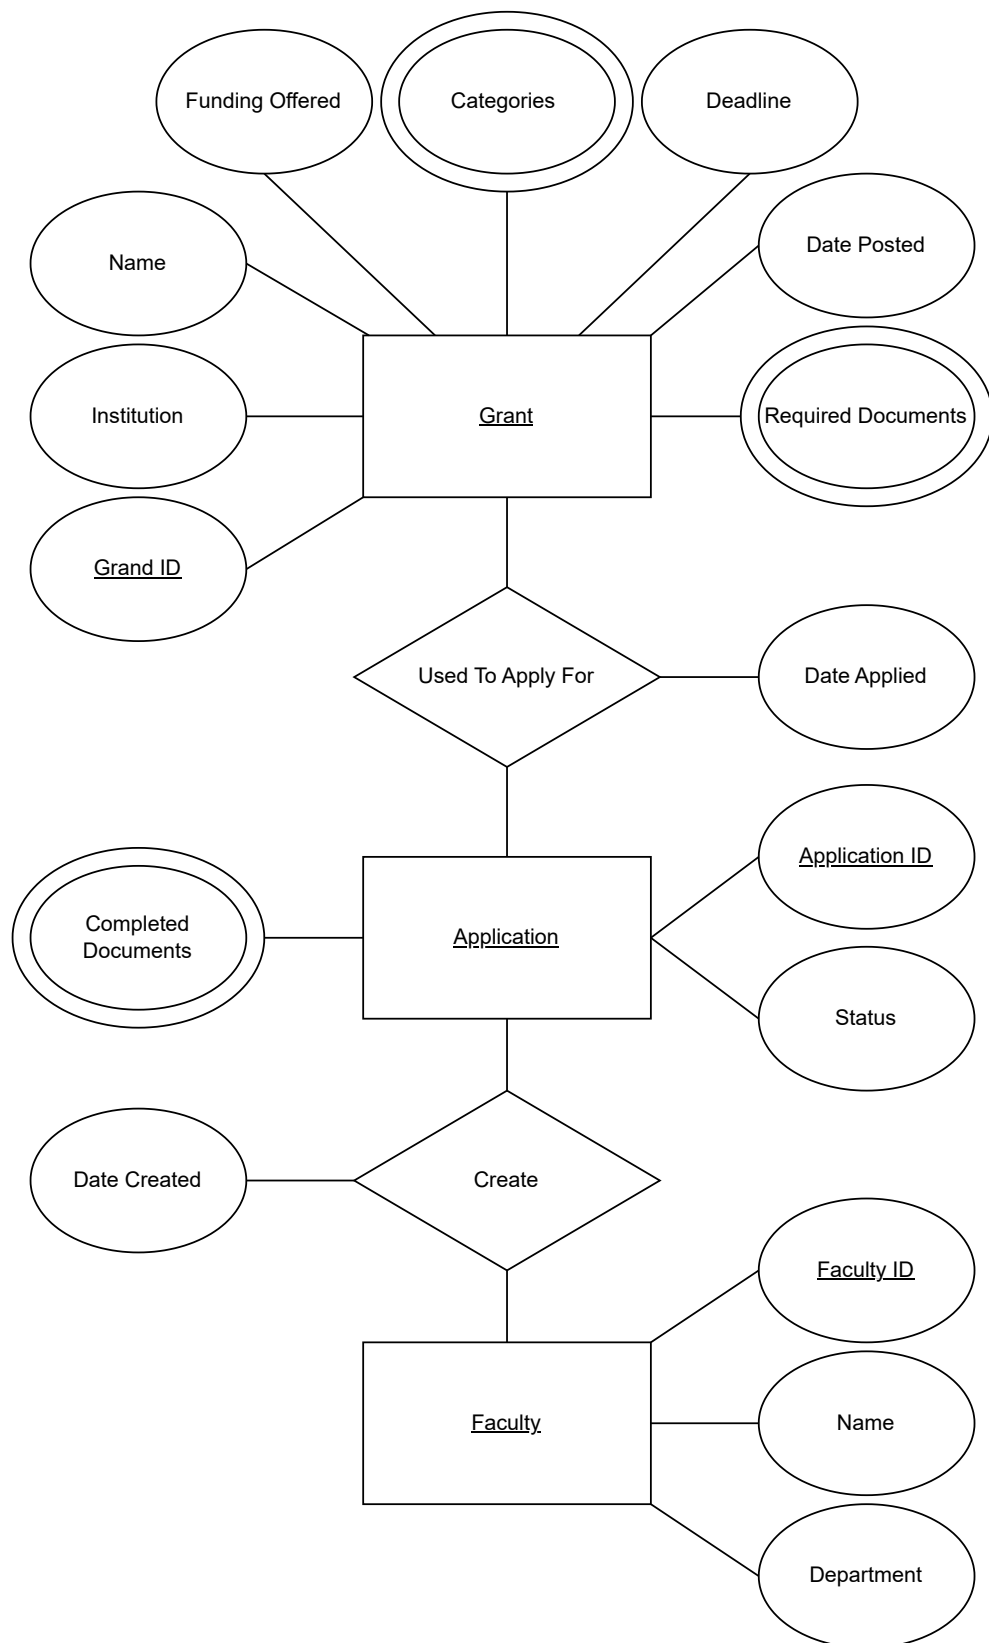 Funding Offered
Categories
Deadline
Name
Date Posted
Institution
Grant
Required Documents
Grand ID
Used To Apply For
Date Applied
Application ID
Completed
Documents
Application
Status
Date Created
Create
Faculty ID
Faculty
Name
Department